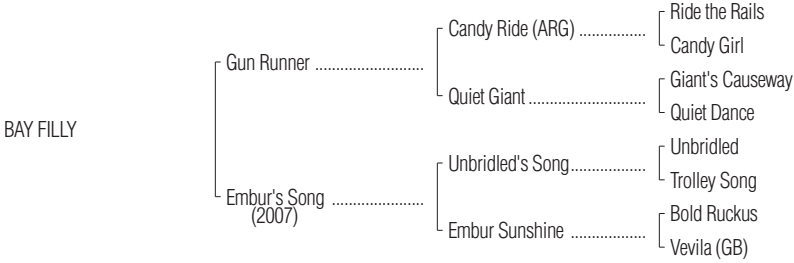 Ride the Rails
Candy Ride (ARG) ................
Candy Girl
Gun Runner ..........................
Giant's Causeway
Quiet Giant ............................
Quiet Dance
BAY FILLY
Unbridled
Unbridled's Song..................
Trolley Song
Embur's Song ......................
(2007)
Bold Ruckus
Embur Sunshine ..................
Vevila (GB)